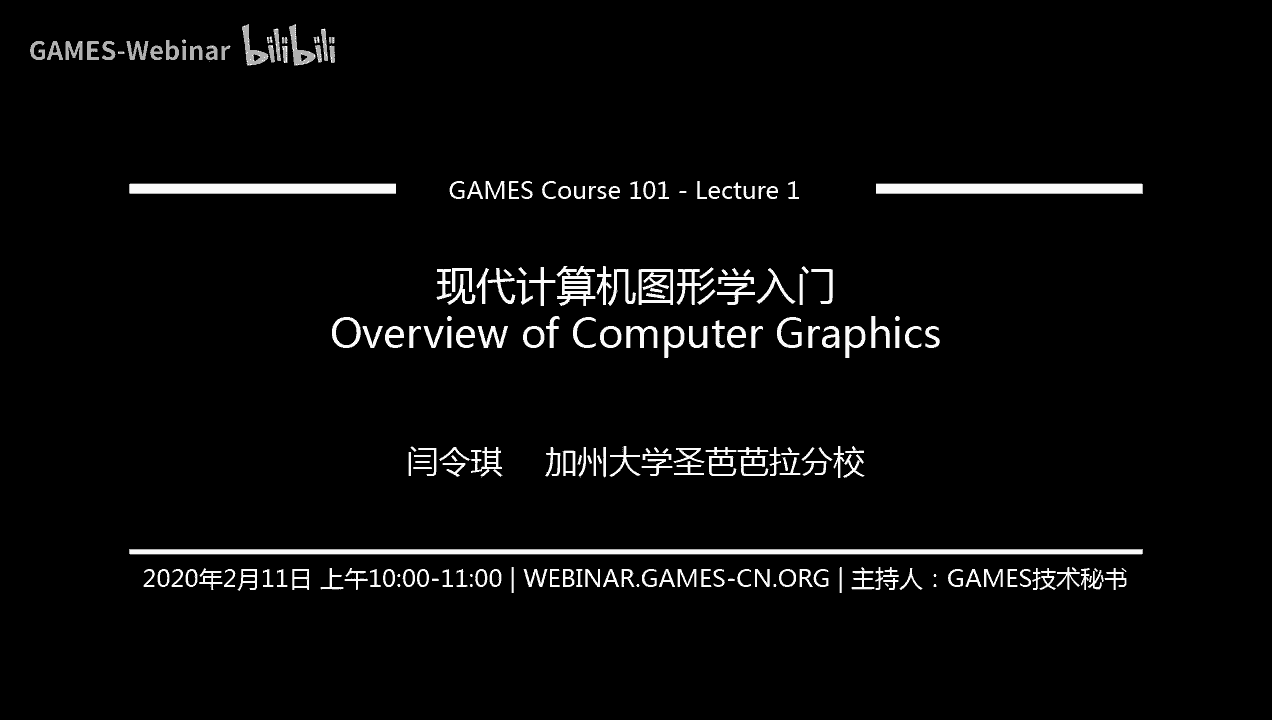 GAMES-Webinar bilibili
GAMES Course 101 - Lecture 1
现代计算机图形学入门
Overview of Computer Graphics
闫令琪 加州大学圣芭芭拉分校
2020年2月11日 上午10:00-11:00 | WEBINAR.GAMES-CN.ORG | 主持人：GAMES技术秘书